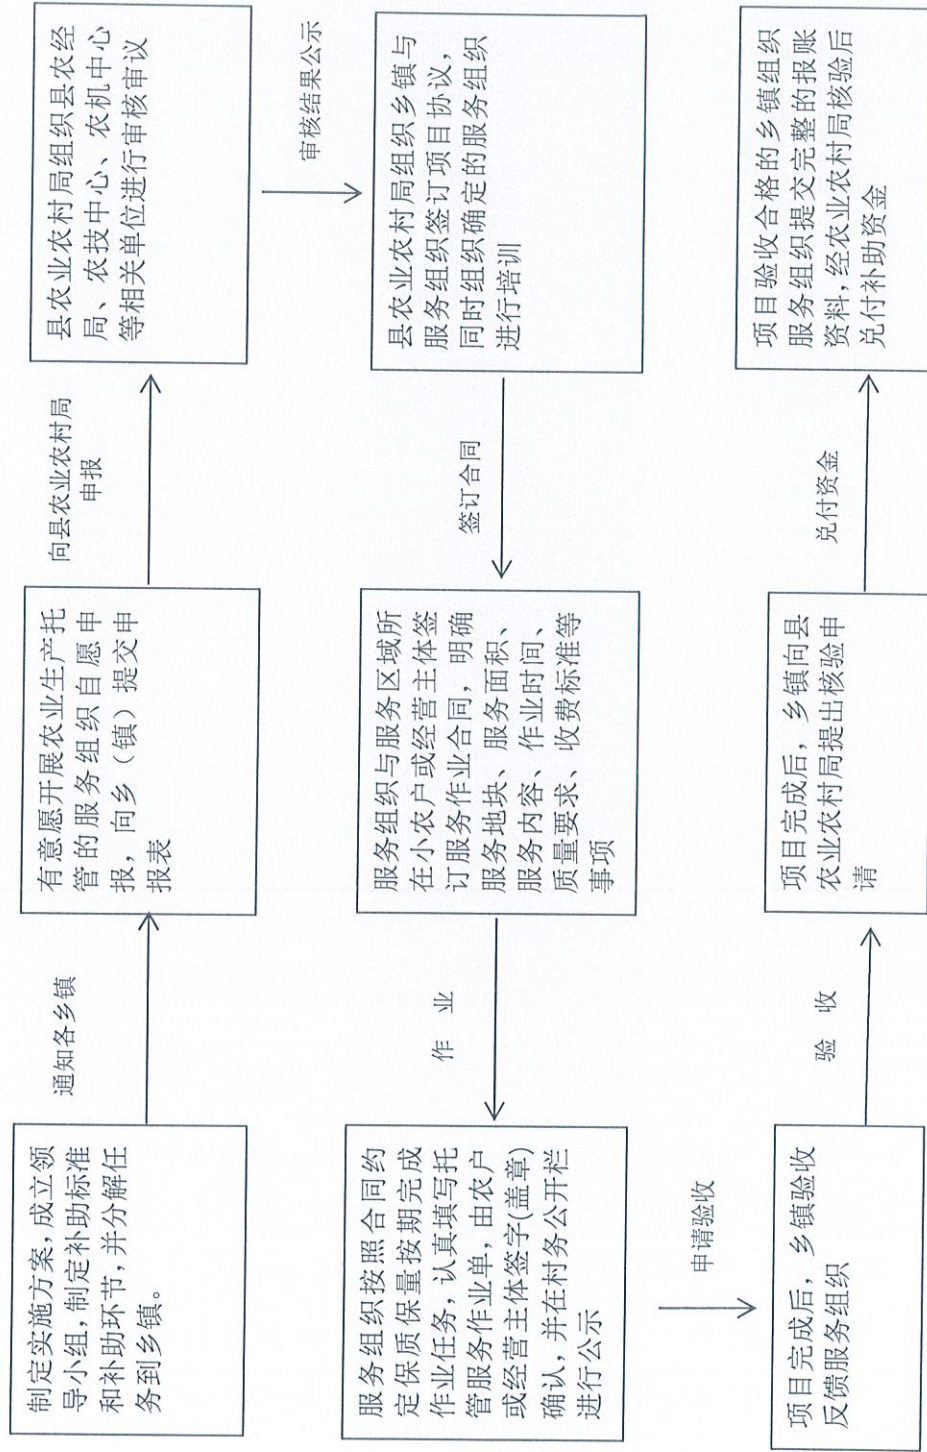 制定实施方案,成立领
导小组,制定补助标准
和补助环节,并分解任
务到乡镇。
通知各乡镇
有意愿开展农业生产托
管的服务组织自愿申
报，向乡（镇）提交申
报表
向县农业农村局
申报
县农业农村局组织县农经
局、农技中心、农机中心
等相关单位进行审核审议
审核结果公示
县农业农村局组织乡镇与
服务组织签订项目协议，
同时组织确定的服务组织
进行培训
签订合同
服务组织与服务区域所
在小农户或经营主体签
订服务作业合同，明确
服务地块、服务面积、
服务内容、作业时间、
质量要求、收费标准等
事项
作 业
服务组织按照合同约
定保质保量按期完成
作业任务,认真填写托
管服务作业单,由农户
或经营主体签字(盖章)
确认,并在村务公开栏
进行公示
申请验收
项目完成后，乡镇验收
反馈服务组织
验 收
项目完成后，乡镇向县
农业农村局提出核验申
请
兑付资金
项目验收合格的乡镇组织
服务组织提交完整的报账
资料,经农业农村局核验后
兑付补助资金